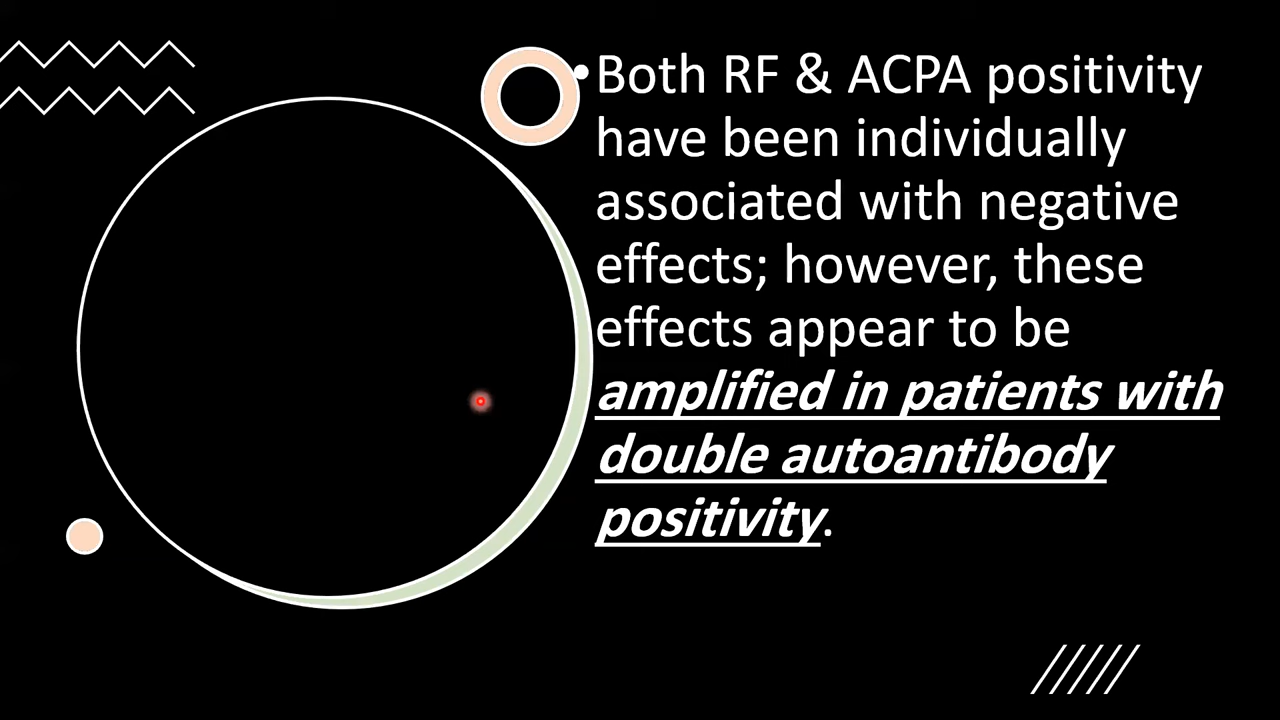 • Both RF & ACPA positivity
have been individually
associated with negative
effects; however, these
effects appear to be
amplified in patients with
double autoantibody
positivity.